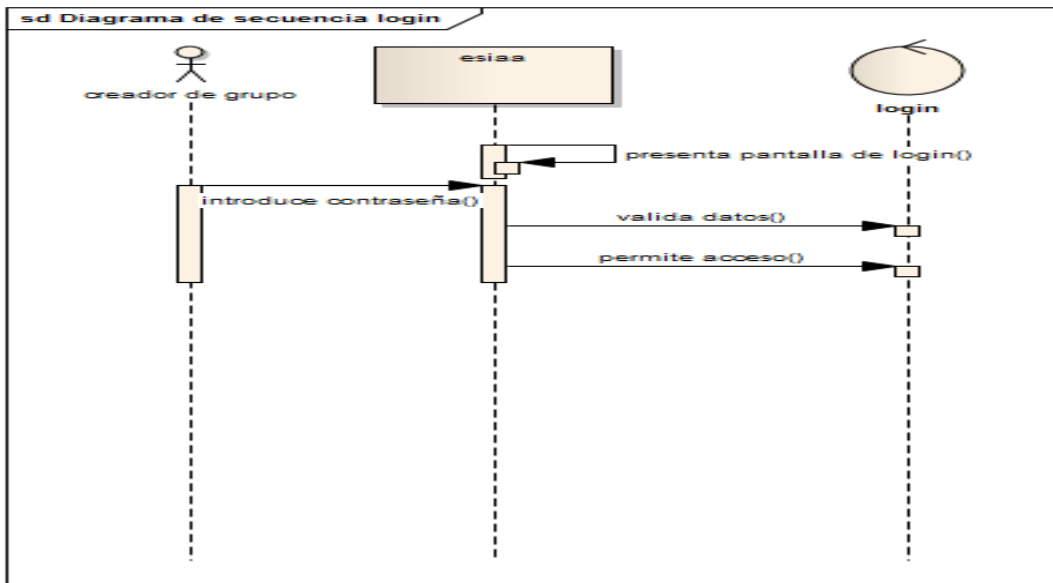 sd Diagrama de secuencia login
creador de grupo
esiaa
login
presenta pantalla de login()
introduce contraseña()
valida datos()
permite acceso()